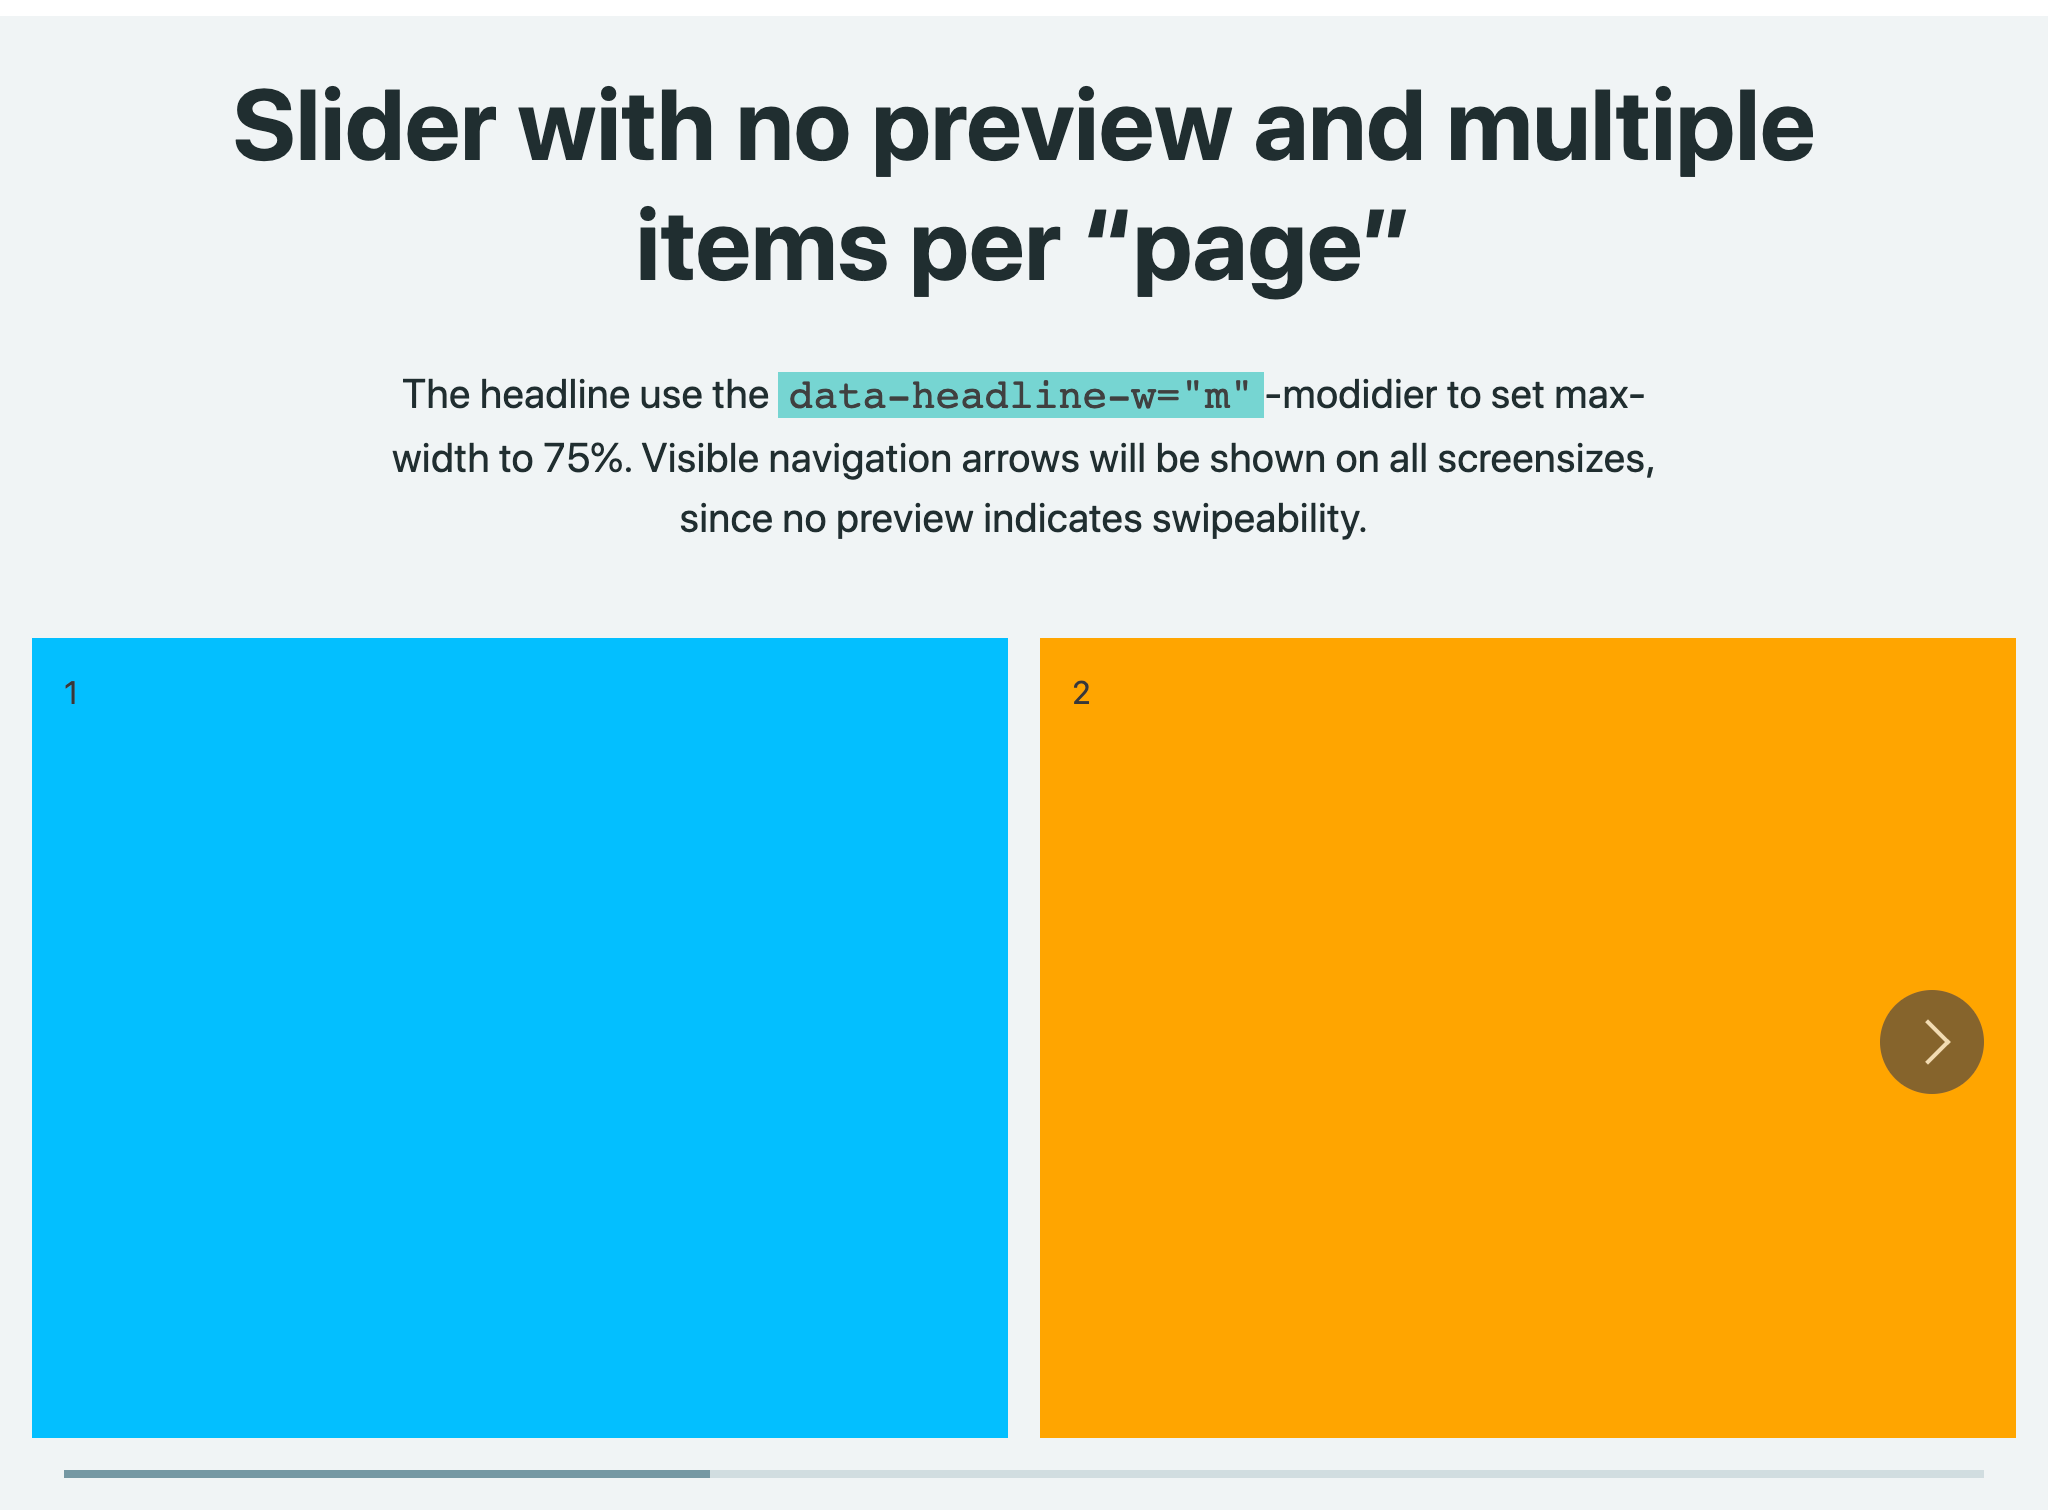 Slider with no preview and multiple
items per “page”
The headline use the data-headline-w="m" -modidier to set max-
width to 75%. Visible navigation arrows will be shown on all screensizes,
since no preview indicates swipeability.
1
2